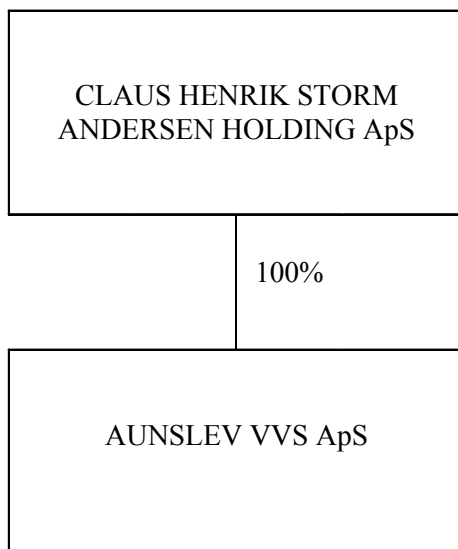 CLAUS HENRIK STORM
ANDERSEN HOLDING ApS
100%
AUNSLEV VVS ApS